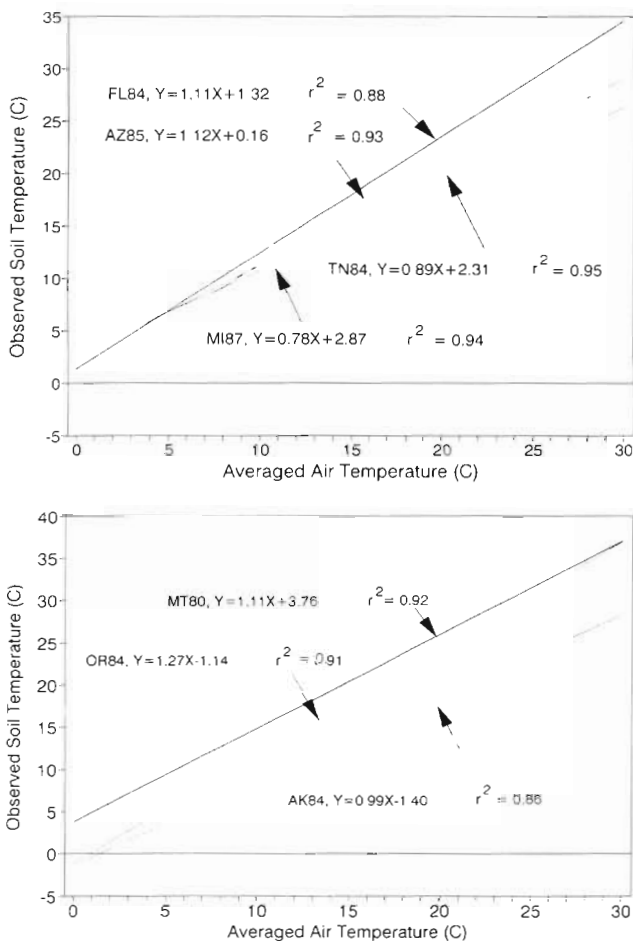 35
30
25
20
15
10
5
0
-5
Observed Soil Temperature (C)
FL84, Y=1.11X+1 32 r² = 0.88
AZ85, Y=1 12X+0.16 r² = 0.93
TN84, Y=0 89X+2.31 r² = 0.95
MI87, Y=0.78X+2.87 r² = 0.94
0 5 10 15 20 25 30
Averaged Air Temperature (C)
40
35
30
25
20
15
10
5
0
-5
Observed Soil Temperature (C)
MT80, Y=1.11X+3.76 r² = 0.92
OR84, Y=1.27X-1.14 r² = 0.91
AK84, Y=0 99X-1 40 r² = 0.86
0 5 10 15 20 25 30
Averaged Air Temperature (C)